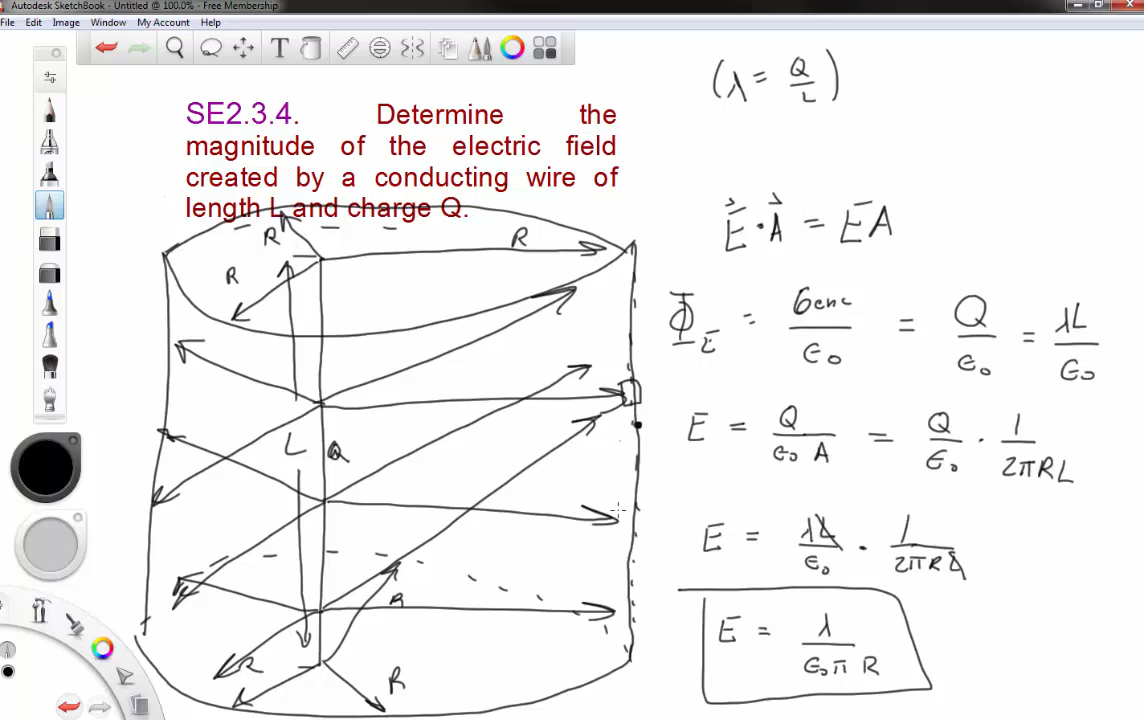 Autodesk SketchBook - Untitled @ 100.0% - Free Membership
File Edit Image Window My Account Help
SE2.3.4. Determine the
magnitude of the electric field
created by a conducting wire of
length L and charge Q.
(λ = Q/L)
E⃗ · A⃗ = EA
Φ_E = qenc/ϵ₀ = Q/ϵ₀ = λL/ϵ₀
E = Q/(ϵ₀ A) = Q/ϵ₀ · 1/(2πRL)
E = λL/ϵ₀ · 1/(2πRL)
E = λ/(ϵ₀π R)
R
R
R
L
Q
R
R
R